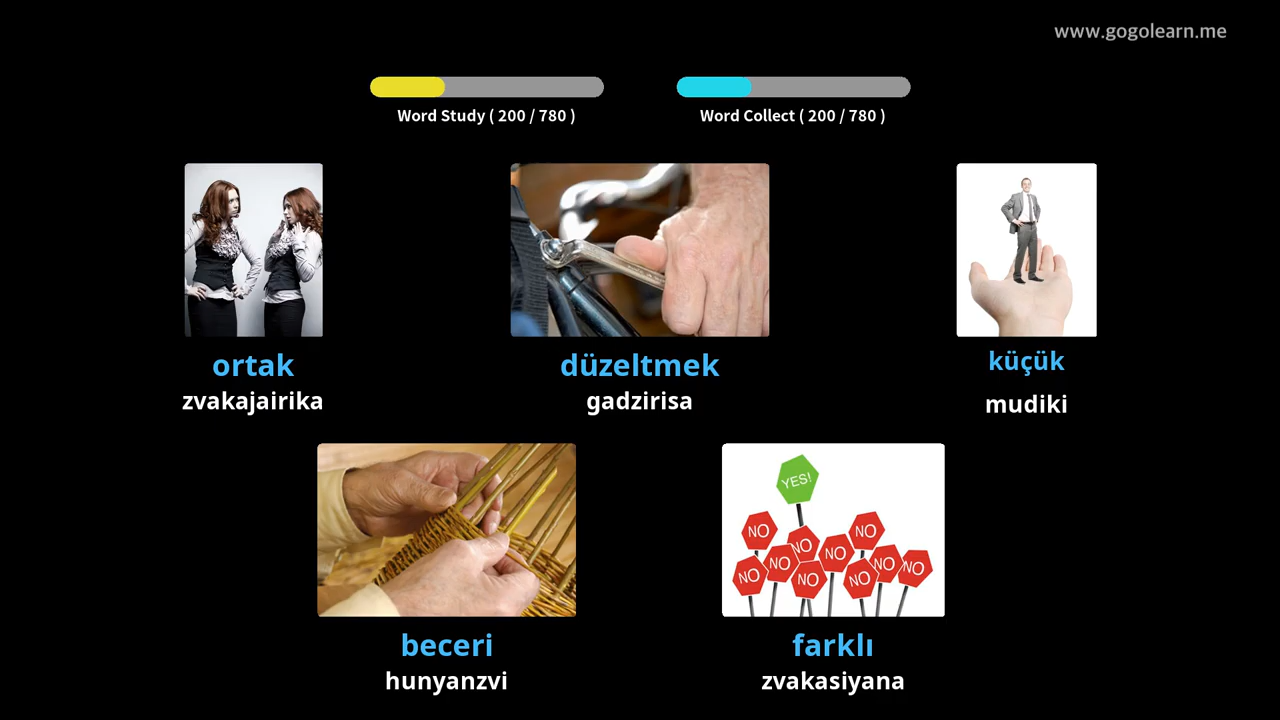 www.gogolearn.me
Word Study ( 200 / 780 )
Word Collect ( 200 / 780 )
ortak
zvakajairika
düzeltmek
gadzirisa
küçük
mudiki
YES!
NO
NO
NO
NO
NO
NO
NO
NO
NO
NO
beceri
hunyanzvi
farklı
zvakasiyana